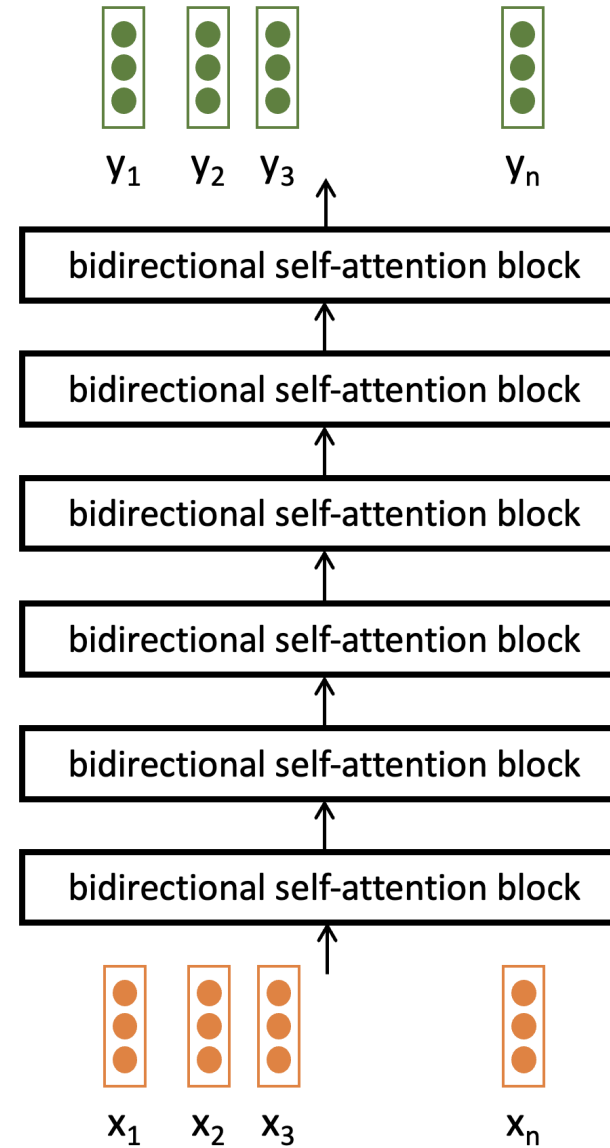 y₁ y₂ y₃ yₙ
bidirectional self-attention block
bidirectional self-attention block
bidirectional self-attention block
bidirectional self-attention block
bidirectional self-attention block
bidirectional self-attention block
x₁ x₂ x₃ xₙ